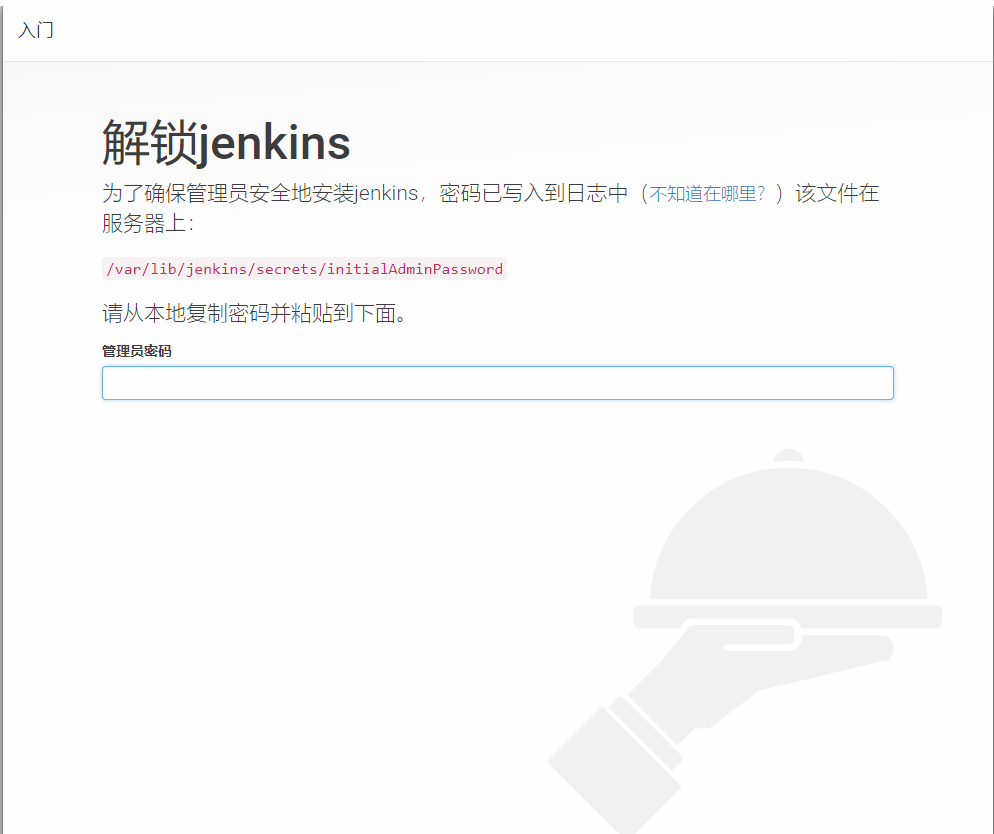 入门
解锁jenkins
为了确保管理员安全地安装jenkins，密码已写入到日志中（不知道在哪里？）该文件在
服务器上：
/var/lib/jenkins/secrets/initialAdminPassword
请从本地复制密码并粘贴到下面。
管理员密码